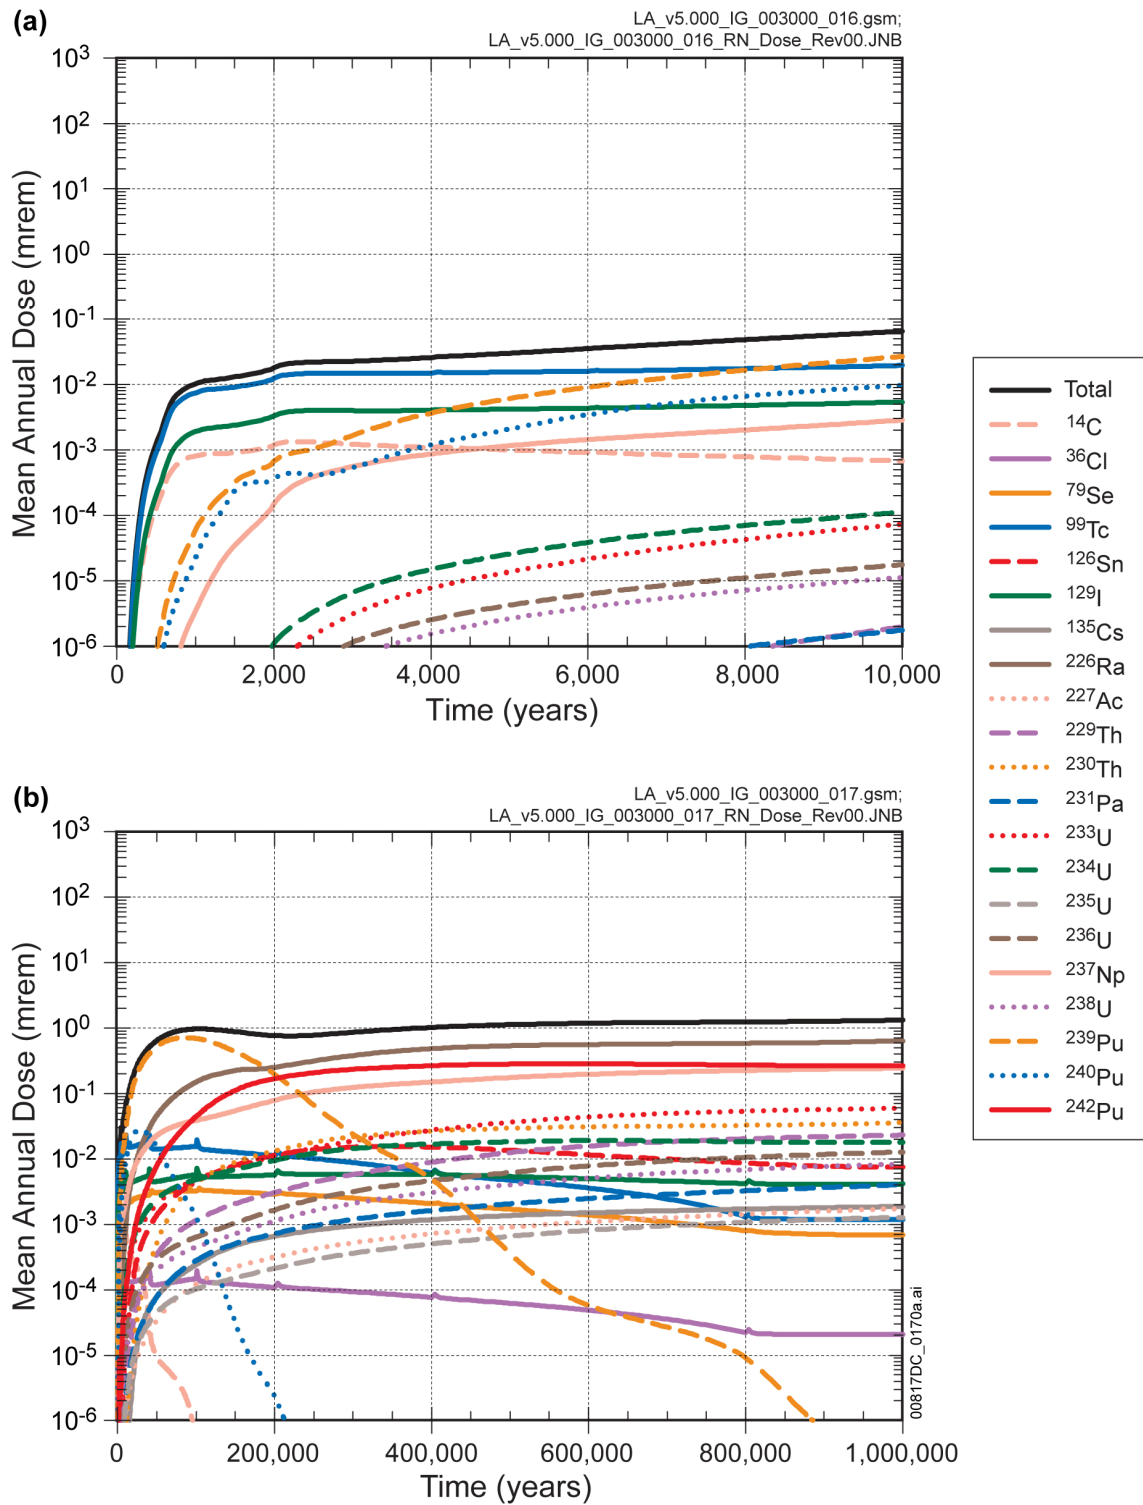 (a)
LA_v5.000_IG_003000_016.gsm;
LA_v5.000_IG_003000_016_RN_Dose_Rev00.JNB
10³
10²
10¹
10⁰
10⁻¹
10⁻²
10⁻³
10⁻⁴
10⁻⁵
10⁻⁶
Mean Annual Dose (mrem)
0 2,000 4,000 6,000 8,000 10,000
Time (years)
(b)
LA_v5.000_IG_003000_017.gsm;
LA_v5.000_IG_003000_017_RN_Dose_Rev00.JNB
10³
10²
10¹
10⁰
10⁻¹
10⁻²
10⁻³
10⁻⁴
10⁻⁵
10⁻⁶
Mean Annual Dose (mrem)
0 200,000 400,000 600,000 800,000 1,000,000
Time (years)
00817DC_0170a.ai
Total
¹⁴C
³⁶Cl
⁷⁹Se
⁹⁹Tc
¹²⁶Sn
¹²⁹I
¹³⁵Cs
²²⁶Ra
²²⁷Ac
²²⁹Th
²³⁰Th
²³¹Pa
²³³U
²³⁴U
²³⁵U
²³⁶U
²³⁷Np
²³⁸U
²³⁹Pu
²⁴⁰Pu
²⁴²Pu